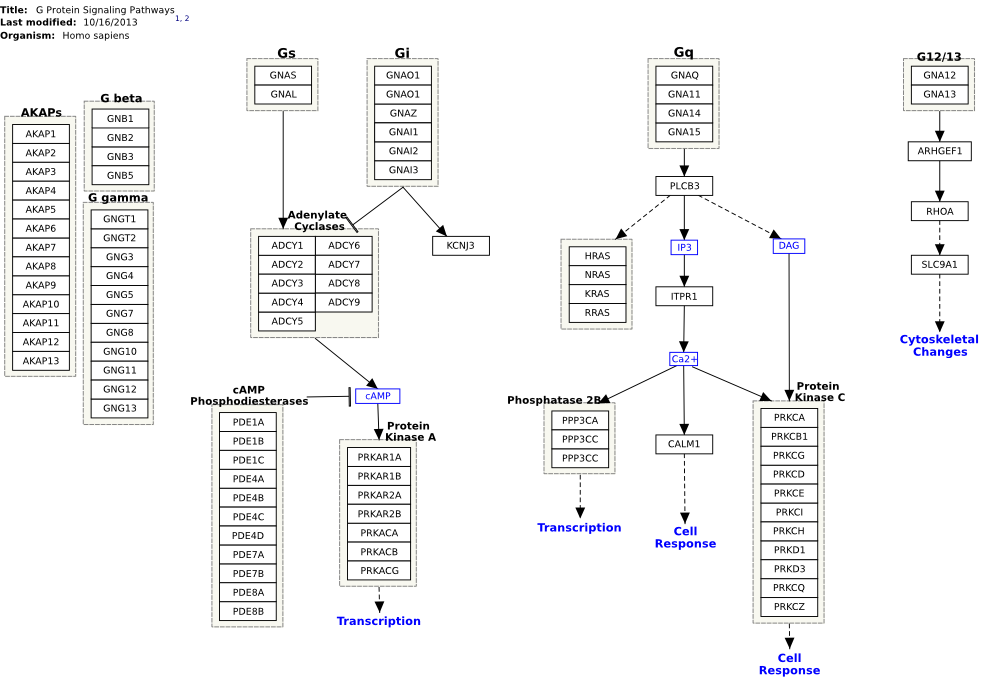 Title: G Protein Signaling Pathways
Last modified: 10/16/2013
1, 2
Organism: Homo sapiens
AKAPs
AKAP1
AKAP2
AKAP3
AKAP4
AKAP5
AKAP6
AKAP7
AKAP8
AKAP9
AKAP10
AKAP11
AKAP12
AKAP13
G beta
GNB1
GNB2
GNB3
GNB5
G gamma
GNGT1
GNGT2
GNG3
GNG4
GNG5
GNG7
GNG8
GNG10
GNG11
GNG12
GNG13
Gs
GNAS
GNAL
Gi
GNAO1
GNAO1
GNAZ
GNAI1
GNAI2
GNAI3
Adenylate
Cyclases
ADCY1 ADCY6
ADCY2 ADCY7
ADCY3 ADCY8
ADCY4 ADCY9
ADCY5
KCNJ3
cAMP
Phosphodiesterases
PDE1A
PDE1B
PDE1C
PDE4A
PDE4B
PDE4C
PDE4D
PDE7A
PDE7B
PDE8A
PDE8B
cAMP
Protein
Kinase A
PRKAR1A
PRKAR1B
PRKAR2A
PRKAR2B
PRKACA
PRKACB
PRKACG
Transcription
Gq
GNAQ
GNA11
GNA14
GNA15
PLCB3
HRAS
NRAS
KRAS
RRAS
IP3
DAG
ITPR1
Ca2+
Phosphatase 2B
PPP3CA
PPP3CC
PPP3CC
Transcription
CALM1
Cell
Response
Protein
Kinase C
PRKCA
PRKCB1
PRKCG
PRKCD
PRKCE
PRKCI
PRKCH
PRKD1
PRKD3
PRKCQ
PRKCZ
Cell
Response
G12/13
GNA12
GNA13
ARHGEF1
RHOA
SLC9A1
Cytoskeletal
Changes